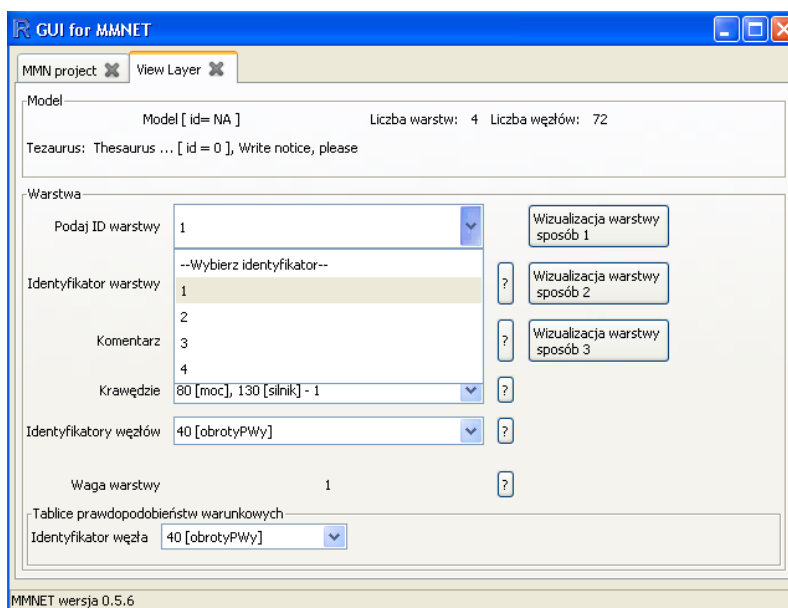 GUI for MMNET
MMN project
View Layer
Model
Model [ id= NA ] Liczba warstw: 4 Liczba węzłów: 72
Tezaurus: Thesaurus ... [ id = 0 ], Write notice, please
Warstwa
Podaj ID warstwy 1 Wizualizacja warstwy
sposób 1
--Wybierz identyfikator--
Identyfikator warstwy 1 ? Wizualizacja warstwy
sposób 2
2
Komentarz 3 ? Wizualizacja warstwy
sposób 3
4
Krawędzie 80 [moc], 130 [silnik] - 1 ?
Identyfikatory węzłów 40 [obrotyPWy] ?
Waga warstwy 1 ?
Tablice prawdopodobieństw warunkowych
Identyfikator węzła 40 [obrotyPWy]
MMNET wersja 0.5.6